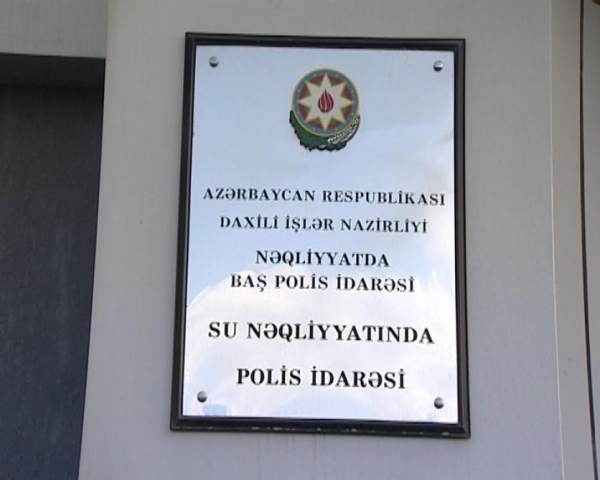 AZƏRBAYCAN RESPUBLİKASI
DAXİLİ İŞLƏR NAZİRLİYİ
NƏQLİYYATDA
BAŞ POLİS İDARƏSİ
SU NƏQLİYYATINDA
POLİS İDARƏSİ